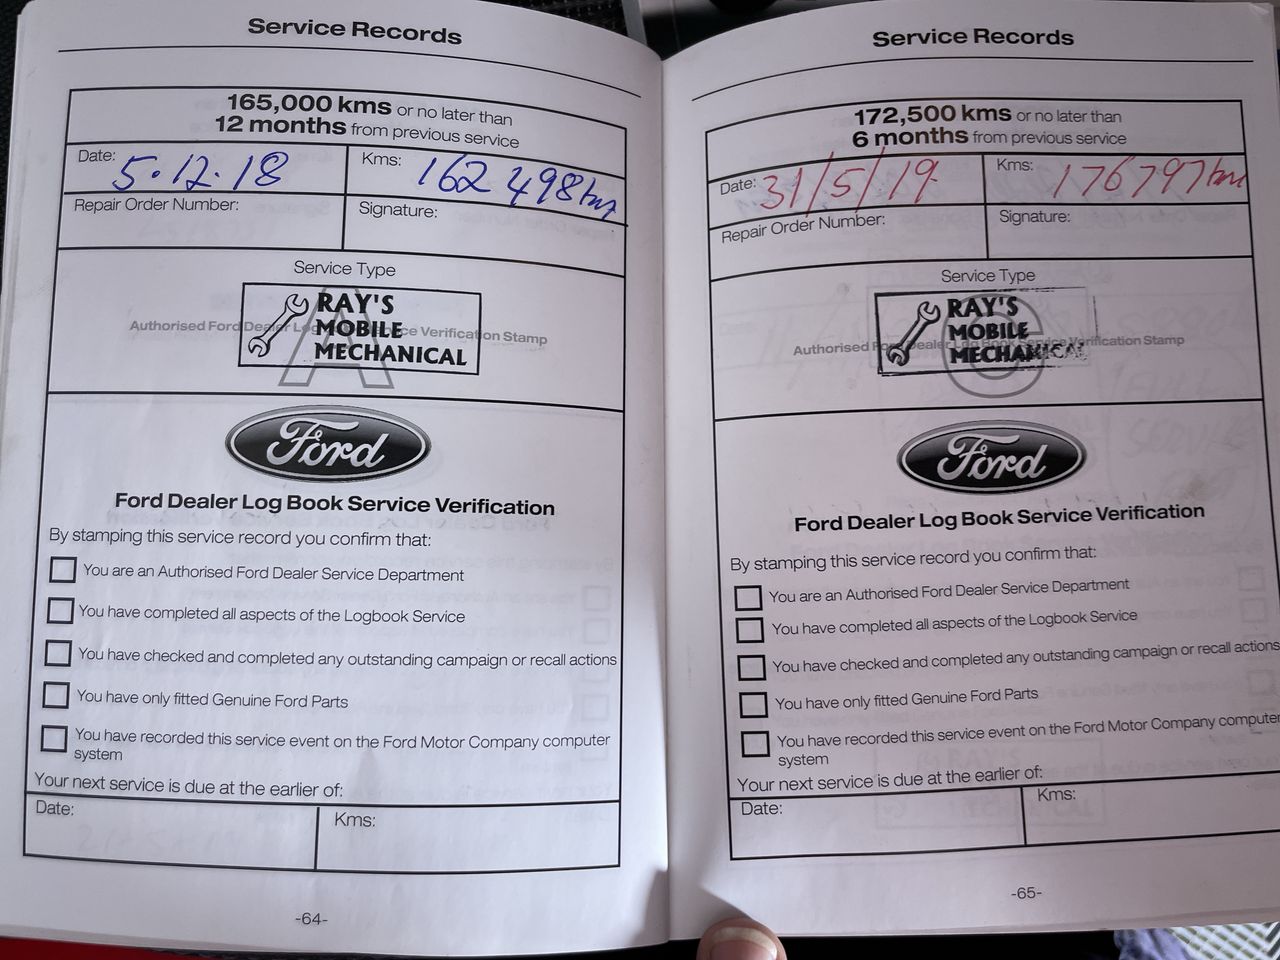 Service Records
165,000 kms or no later than
12 months from previous service
Date: 5.12.18
Kms: 162 498km
Repair Order Number:
Signature:
Service Type
A
Authorised Ford Dealer Log Service Verification Stamp
RAY'S
MOBILE
MECHANICAL
Ford
Ford Dealer Log Book Service Verification
By stamping this service record you confirm that:
You are an Authorised Ford Dealer Service Department
You have completed all aspects of the Logbook Service
You have checked and completed any outstanding campaign or recall actions
You have only fitted Genuine Ford Parts
You have recorded this service event on the Ford Motor Company computer
system
Your next service is due at the earlier of:
Date:
Kms:
-64-
Service Records
172,500 kms or no later than
6 months from previous service
Date: 31/5/19
Kms: 176797km
Repair Order Number:
Signature:
Service Type
Authorised Ford Dealer Log Book Service Verification Stamp
RAY'S
MOBILE
MECHANICAL
Ford
Ford Dealer Log Book Service Verification
By stamping this service record you confirm that:
You are an Authorised Ford Dealer Service Department
You have completed all aspects of the Logbook Service
You have checked and completed any outstanding campaign or recall actions
You have only fitted Genuine Ford Parts
You have recorded this service event on the Ford Motor Company computer
system
Your next service is due at the earlier of:
Date:
Kms:
-65-